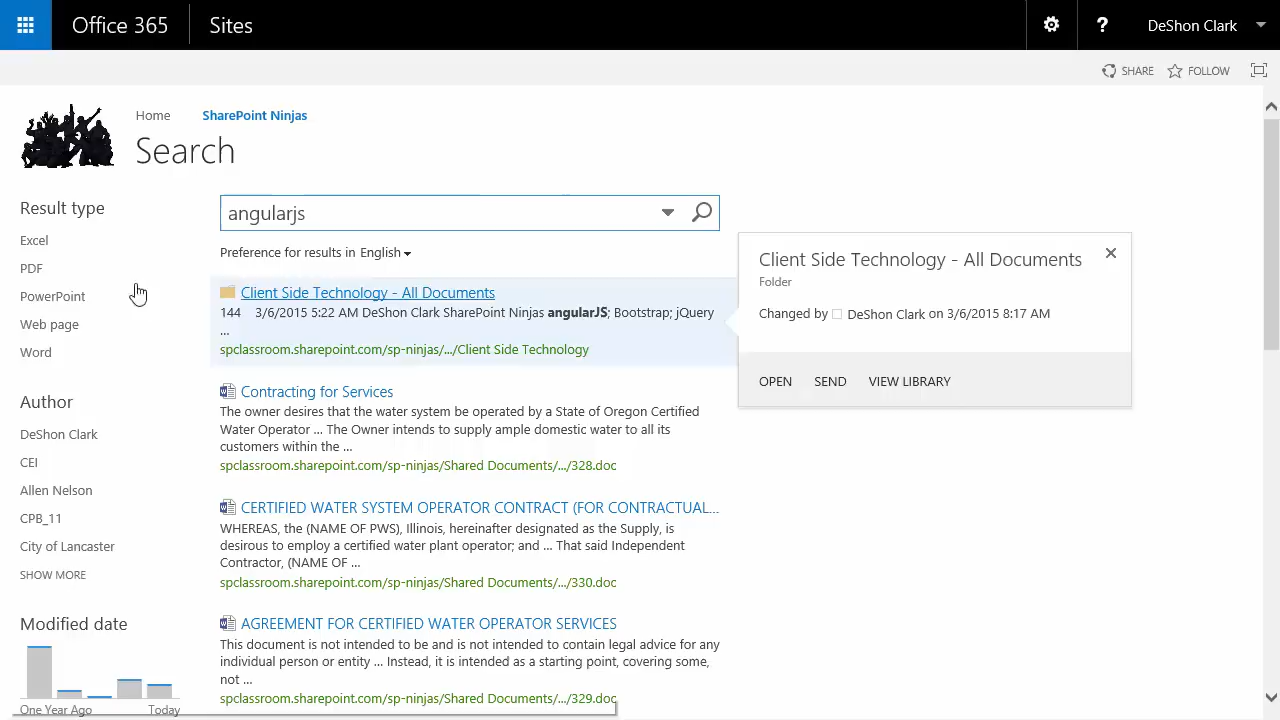 Office 365 Sites ? DeShon Clark
SHARE FOLLOW
Home SharePoint Ninjas
Search
Result type
Excel
PDF
PowerPoint
Web page
Word
Author
DeShon Clark
CEI
Allen Nelson
CPB_11
City of Lancaster
SHOW MORE
Modified date
One Year Ago Today
angularjs
Preference for results in English
Client Side Technology - All Documents
144 3/6/2015 5:22 AM DeShon Clark SharePoint Ninjas angularJS; Bootstrap; jQuery
...
spclassroom.sharepoint.com/sp-ninjas/.../Client Side Technology
Contracting for Services
The owner desires that the water system be operated by a State of Oregon Certified
Water Operator ... The Owner intends to supply ample domestic water to all its
customers within the ...
spclassroom.sharepoint.com/sp-ninjas/Shared Documents/.../328.doc
CERTIFIED WATER SYSTEM OPERATOR CONTRACT (FOR CONTRACTUAL...
WHEREAS, the (NAME OF PWS), Illinois, hereinafter designated as the Supply, is
desirous to employ a certified water plant operator; and ... That said Independent
Contractor, (NAME OF ...
spclassroom.sharepoint.com/sp-ninjas/Shared Documents/.../330.doc
AGREEMENT FOR CERTIFIED WATER OPERATOR SERVICES
This document is not intended to be and is not intended to contain legal advice for any
individual person or entity ... Instead, it is intended as a starting point, covering some,
not ...
spclassroom.sharepoint.com/sp-ninjas/Shared Documents/.../329.doc
Client Side Technology - All Documents
Folder
Changed by DeShon Clark on 3/6/2015 8:17 AM
OPEN SEND VIEW LIBRARY